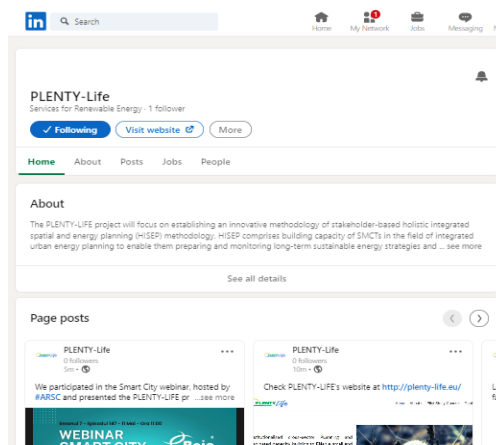 in
Search
Home
My Network
Jobs
Messaging
PLENTY-Life
Services for Renewable Energy · 1 follower
✓ Following
Visit website
More
Home
About
Posts
Jobs
People
About
The PLENTY-LIFE project will focus on establishing an innovative methodology of stakeholder-based holistic integrated
spatial and energy planning (HISEP) methodology. HISEP comprises building capacity of SMCTs in the field of integrated
urban energy planning to enable them preparing and monitoring long-term sustainable energy strategies and ... see more
See all details
Page posts
PLENTY-Life
0 followers
5m •
We participated in the Smart City webinar, hosted by
#ARSC and presented the PLENTY-LIFE pr ...see more
WEBINAR
PLENTY-Life
0 followers
10m •
Check PLENTY-LIFE's website at http://plenty-life.eu/